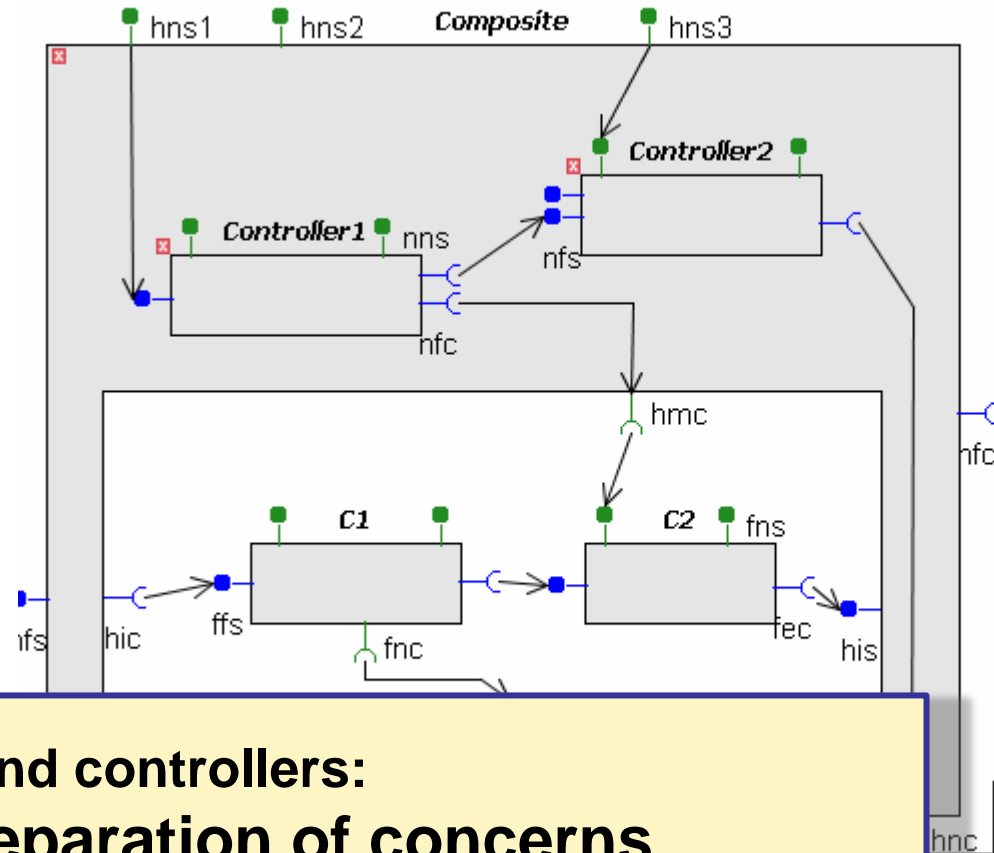 hns1 hns2 Composite hns3
Controller2
Controller1 nns
nfs
nfc
hmc
nfc
C1 C2 fns
ffs fec
nfs hic fnc his
nd controllers:
eparation of concerns
hnc